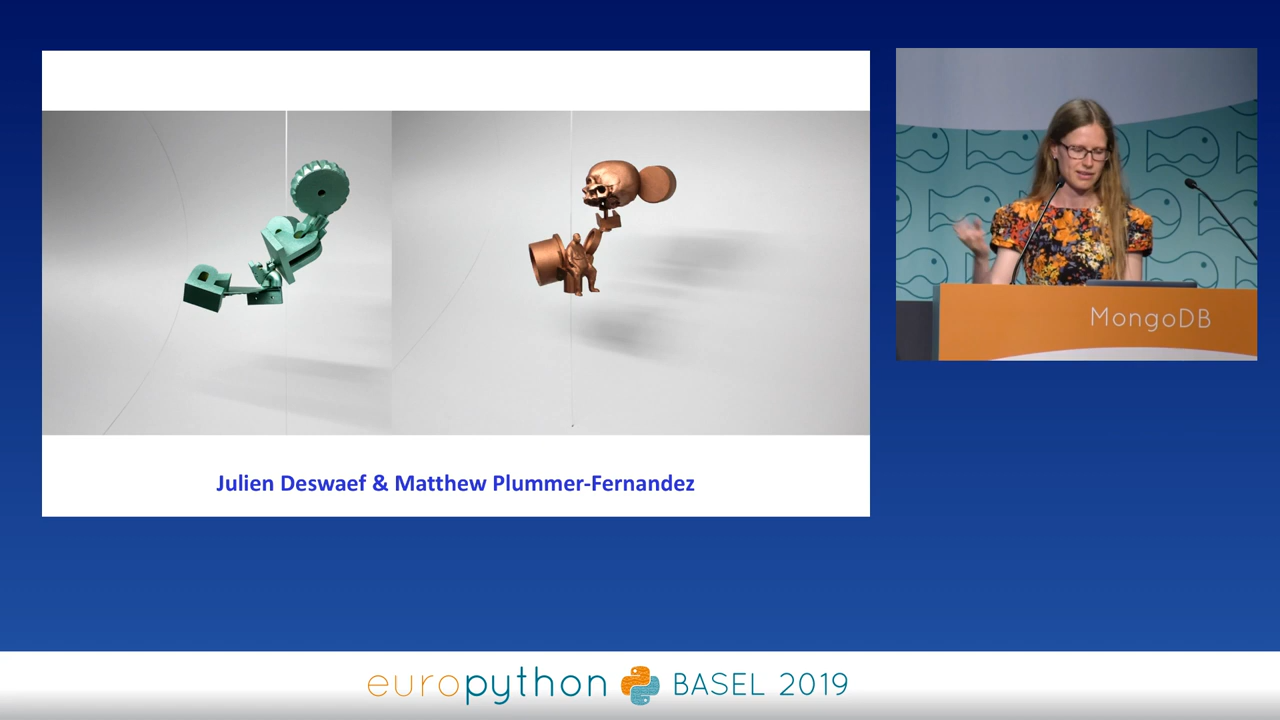 Julien Deswaef & Matthew Plummer-Fernandez
MongoDB
europython BASEL 2019